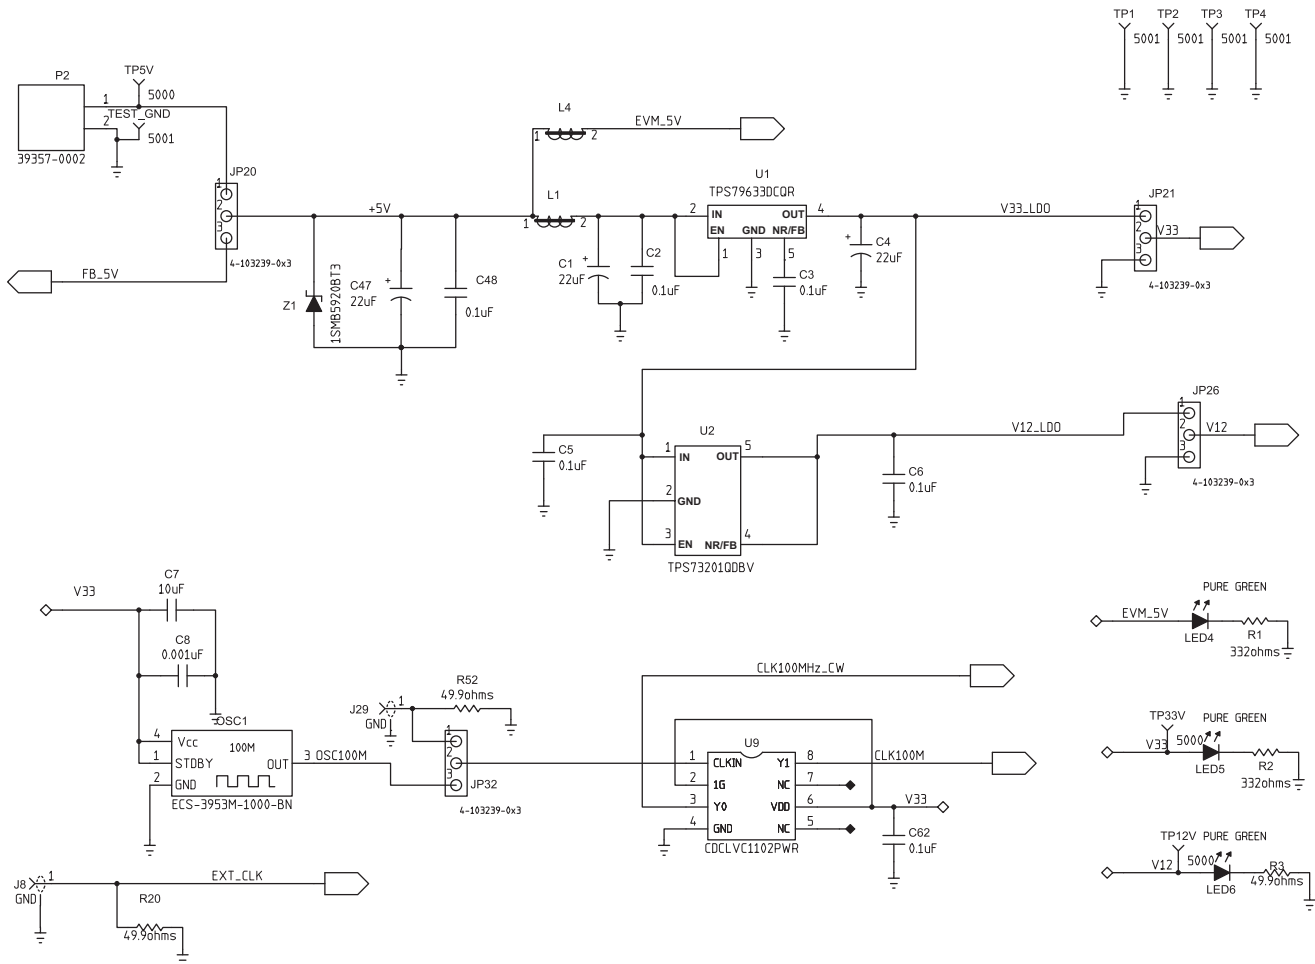 TP1 TP2 TP3 TP4
5001 5001 5001 5001
P2
TP5V
1 5000
TEST_GND
2 5001
39357-0002
JP20
1
2
3
4-103239-0x3
FB_5V
+5V
Z1
1SMB5920BT3
C47
22uF
+
C48
0.1uF
L4
1 2
EVM_5V
L1
1 2
C1
22uF
+
C2
0.1uF
U1
TPS79633DCQR
2 IN OUT 4
EN GND NR/FB
1 3 5
C3
0.1uF
+
C4
22uF
V33_LDO
JP21
1
2
3
V33
4-103239-0x3
C5
0.1uF
U2
1 IN OUT 5
2 GND
3 EN NR/FB 4
TPS73201QDBV
C6
0.1uF
V12_LDO
JP26
1
2
3
V12
4-103239-0x3
V33
C7
10uF
C8
0.001uF
OSC1
4 Vcc 100M
1 STDBY OUT 3 OSC100M
2 GND
ECS-3953M-1000-BN
J29 1
GND
R52
49.9ohms
1
2
3
JP32
4-103239-0x3
CLK100MHz_CW
U9
1 CLKIN Y1 8 CLK100M
2 1G NC 7
3 Y0 VDD 6 V33
4 GND NC 5
CDCLVC1102PWR
C62
0.1uF
J8 1
GND
EXT_CLK
R20
49.9ohms
PURE GREEN
EVM_5V
LED4
R1
332ohms
TP33V PURE GREEN
V33 5000
LED5
R2
332ohms
TP12V PURE GREEN
V12 5000
LED6
R3
49.9ohms